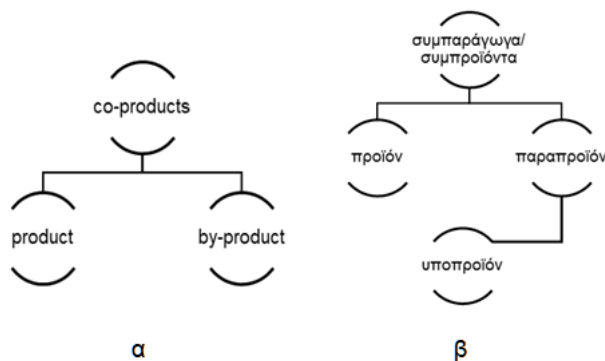 co-products
product
by-product
α
συμπαράγωγα/
συμπροϊόντα
προϊόν
παραπροϊόν
υποπροϊόν
β